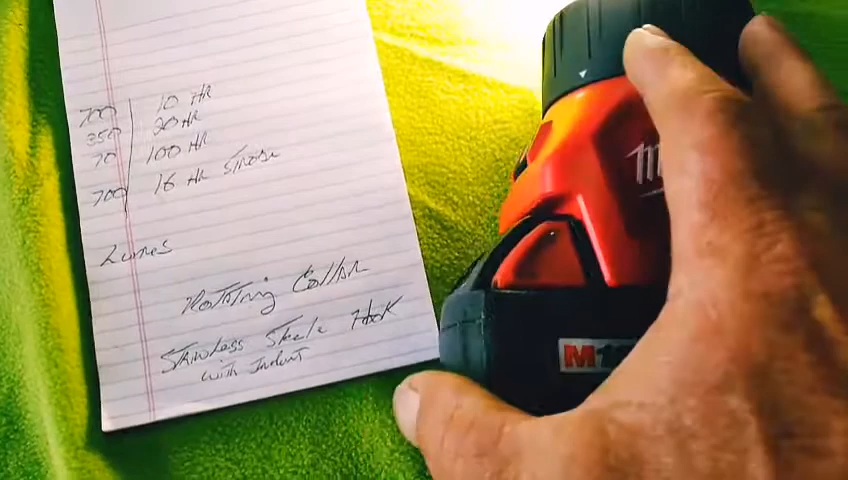 700 10 HR
350 20 HR
70 100 HR
700 16 HR STROBE
Lumes
Rotating Collar
Stainless Steele Hook
with Indent
M12